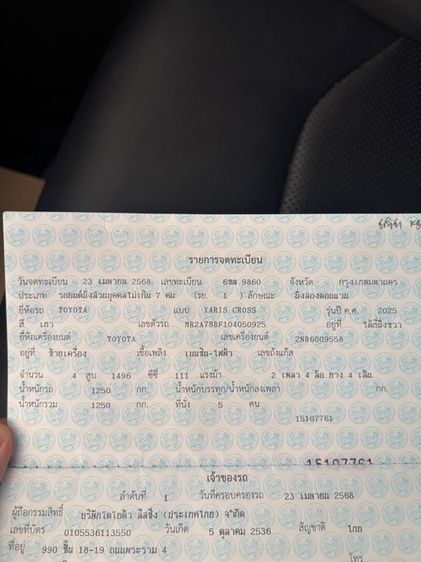 รายการจดทะเบียน
วันจดทะเบียน 23 เมษายน 2568 เลขทะเบียน 6ขล 9860 จังหวัด กรุงเทพมหานคร
ประเภท รถยนต์นั่งส่วนบุคคลไม่เกิน 7 คน (รย. 1 ) ลักษณะ นั่งสองตอนแวน
ยี่ห้อรถ TOYOTA แบบ YARIS CROSS รุ่นปี ค.ศ. 2025
สี เทา เลขตัวรถ MR2A78BF104050925 อยู่ที่ ใต้ที่นั่งขวา
ยี่ห้อเครื่องยนต์ TOYOTA เลขเครื่องยนต์ 2NR6009558
อยู่ที่ ซ้ายเครื่อง เชื้อเพลิง เบนซิน-ไฟฟ้า เลขถังแก๊ส
จำนวน 4 สูบ 1496 ซีซี 111 แรงม้า 2 เพลา 4 ล้อ ยาง 4 เส้น
น้ำหนักรถ 1250 กก. น้ำหนักบรรทุก/น้ำหนักลงเพลา กก.
น้ำหนักรวม 1250 กก. ที่นั่ง 5 คน
15107761
15107761
เจ้าของรถ
ลำดับที่ 1 วันที่ครอบครองรถ 23 เมษายน 2568
ผู้ถือกรรมสิทธิ์ บริษัทโตโยต้า ลีสซิ่ง (ประเทศไทย) จำกัด
เลขที่บัตร 0105536113550 วันเกิด 5 ตุลาคม 2536 สัญชาติ ไทย
ที่อยู่ 990 ชั้น 18-19 ถนนพระราม 4
โทร.